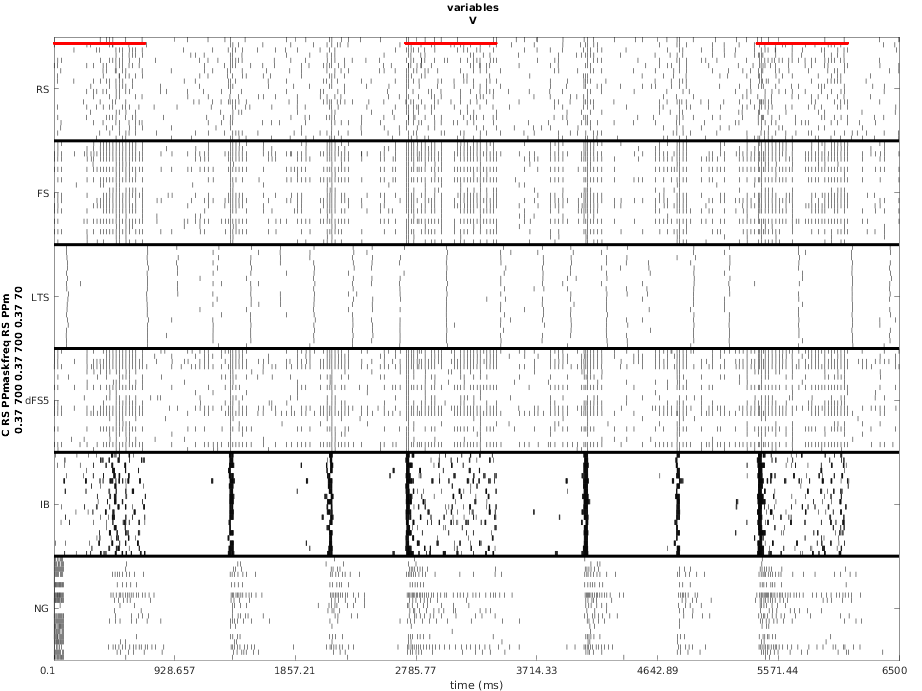 variables
V
C RS PPmaskfreq RS PPm
0.37 700 0.37 700 0.37 70
RS
FS
LTS
dFS5
IB
NG
0.1 928.657 1857.21 2785.77 3714.33 4642.89 5571.44 6500
time (ms)